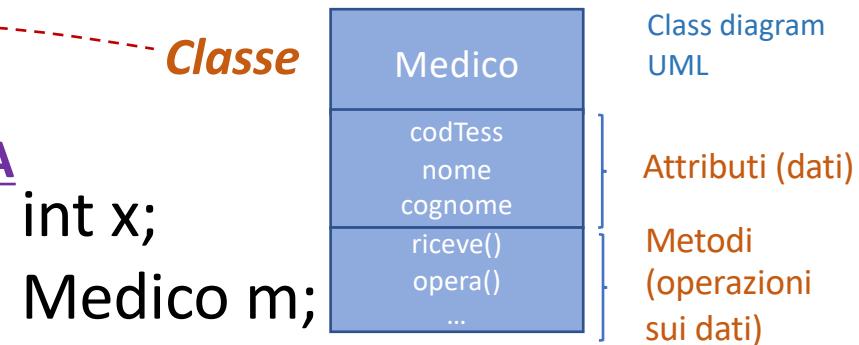 Classe
A
int x;
Medico m;
Medico
codTess
nome
cognome
riceve()
opera()
...
Class diagram
UML
Attributi (dati)
Metodi
(operazioni
sui dati)